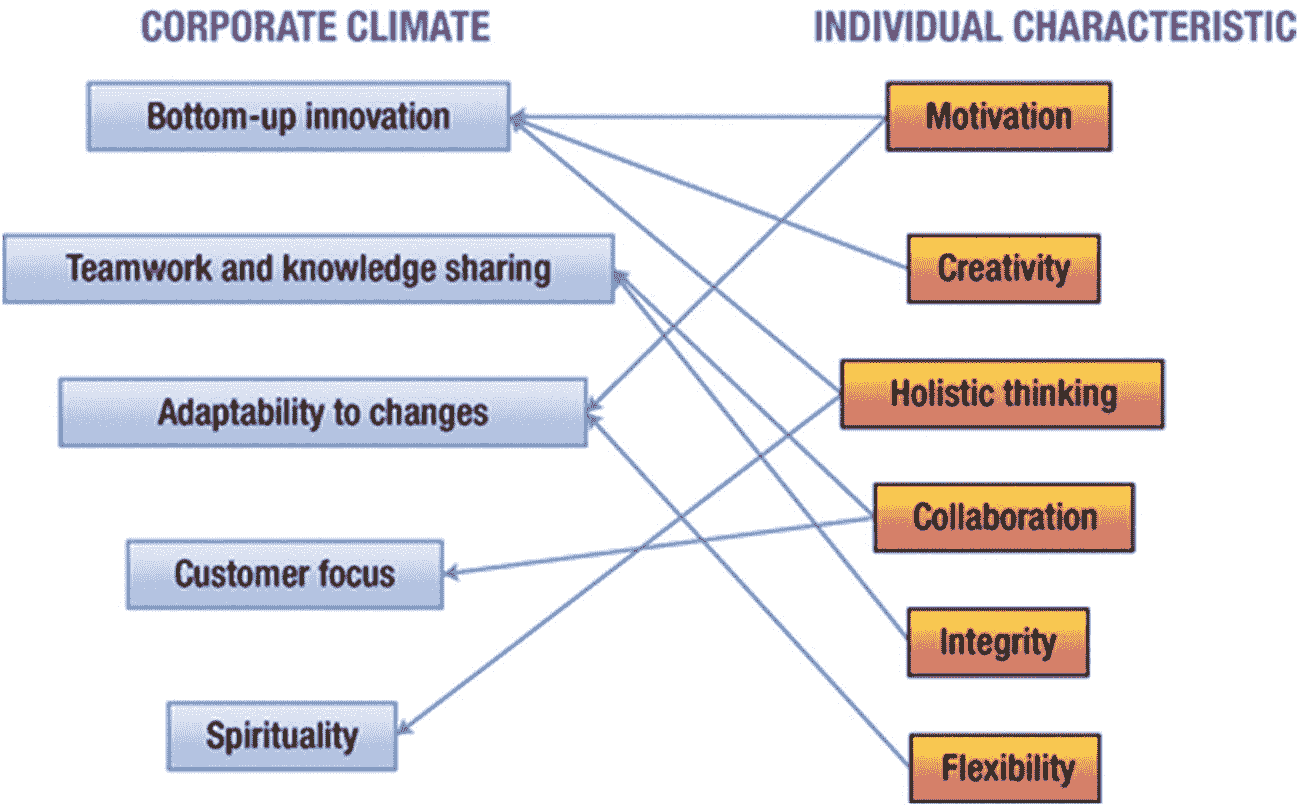 CORPORATE CLIMATE
INDIVIDUAL CHARACTERISTIC
Bottom-up innovation
Motivation
Teamwork and knowledge sharing
Creativity
Adaptability to changes
Holistic thinking
Customer focus
Collaboration
Spirituality
Integrity
Flexibility